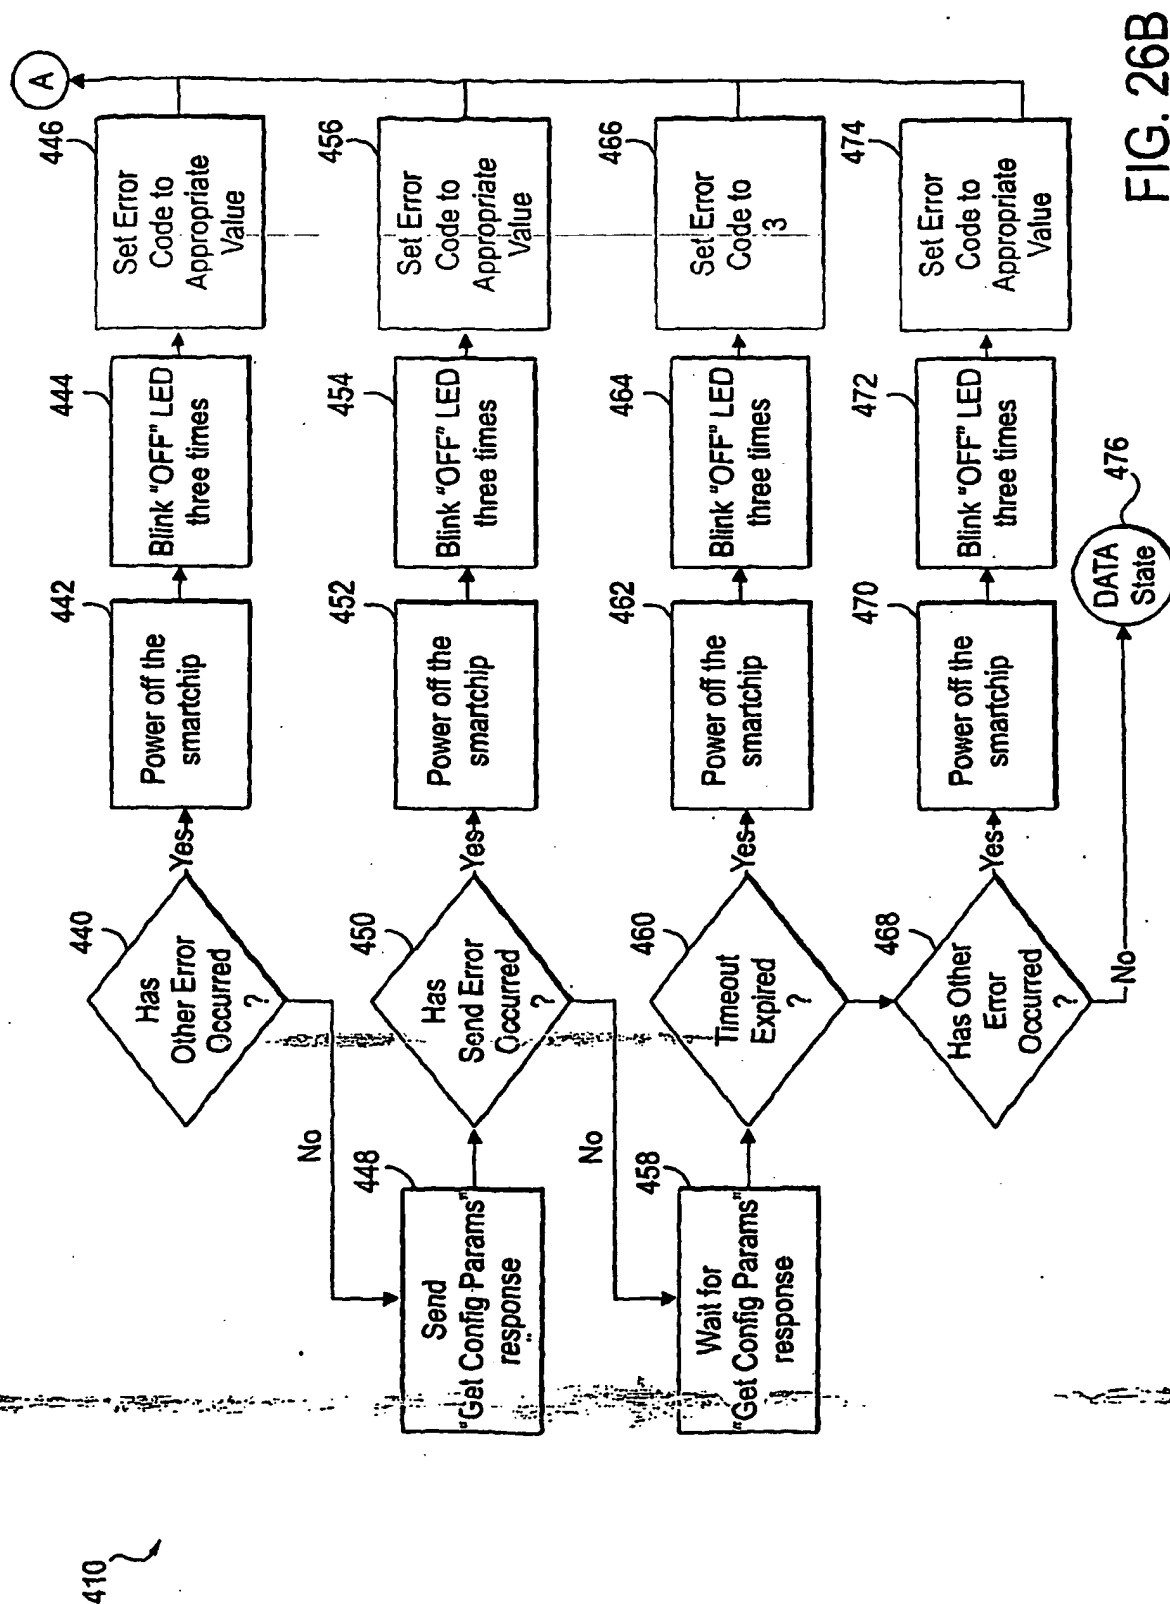 410
440
Has
Other Error
Occurred
?
Yes
442
Power off the
smartchip
444
Blink "OFF" LED
three times
446
Set Error
Code to
Appropriate
Value
A
No
448
Send
"Get Config Params"
response
450
Has
Send Error
Occurred
?
Yes
452
Power off the
smartchip
454
Blink "OFF" LED
three times
456
Set Error
Code to
Appropriate
Value
No
458
Wait for
"Get Config Params"
response
460
Timeout
Expired
?
Yes
462
Power off the
smartchip
464
Blink "OFF" LED
three times
466
Set Error
Code to
3
468
Has Other
Error
Occurred
?
Yes
470
Power off the
smartchip
472
Blink "OFF" LED
three times
474
Set Error
Code to
Appropriate
Value
No
DATA
State
476
FIG. 26B